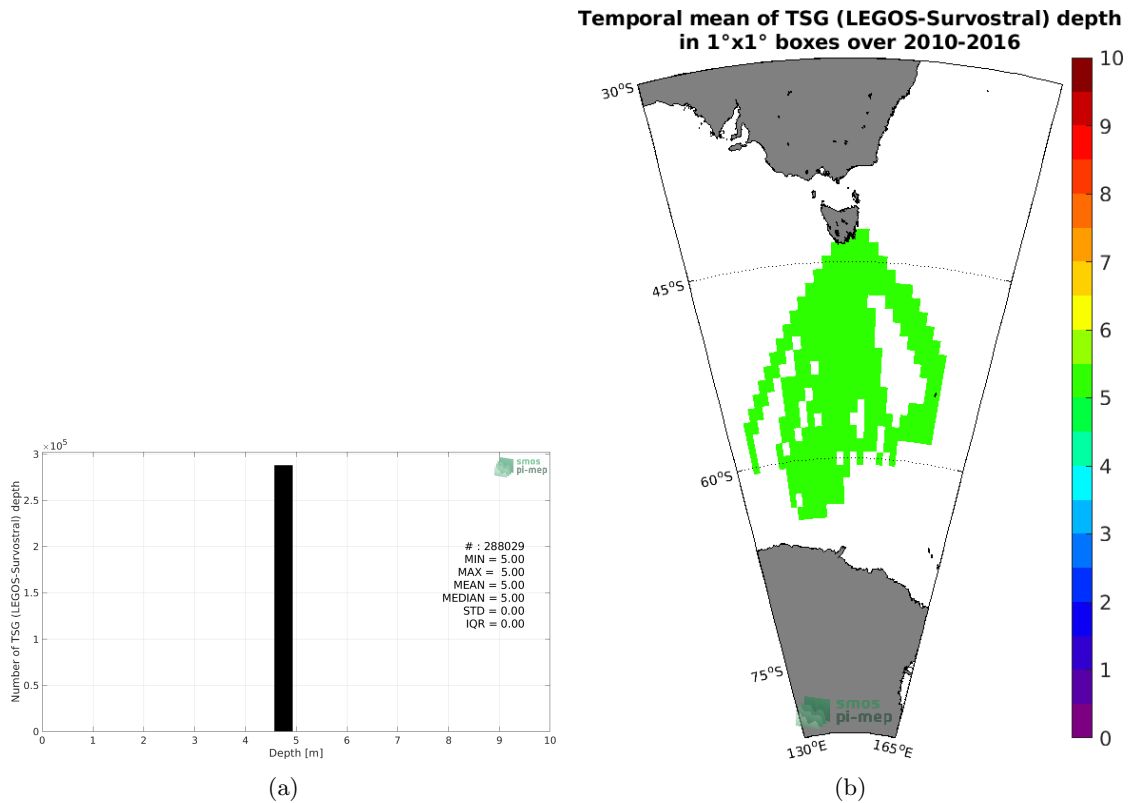 Temporal mean of TSG (LEGOS-Survostral) depth
in 1°x1° boxes over 2010-2016
×10⁵
3
2.5
2
1.5
1
0.5
0
Number of TSG (LEGOS-Survostral) depth
smos
pi-mep
# : 288029
MIN = 5.00
MAX = 5.00
MEAN = 5.00
MEDIAN = 5.00
STD = 0.00
IQR = 0.00
0 1 2 3 4 5 6 7 8 9 10
Depth [m]
(a)
30°S
45°S
60°S
75°S
130°E
165°E
smos
pi-mep
10
9
8
7
6
5
4
3
2
1
0
(b)